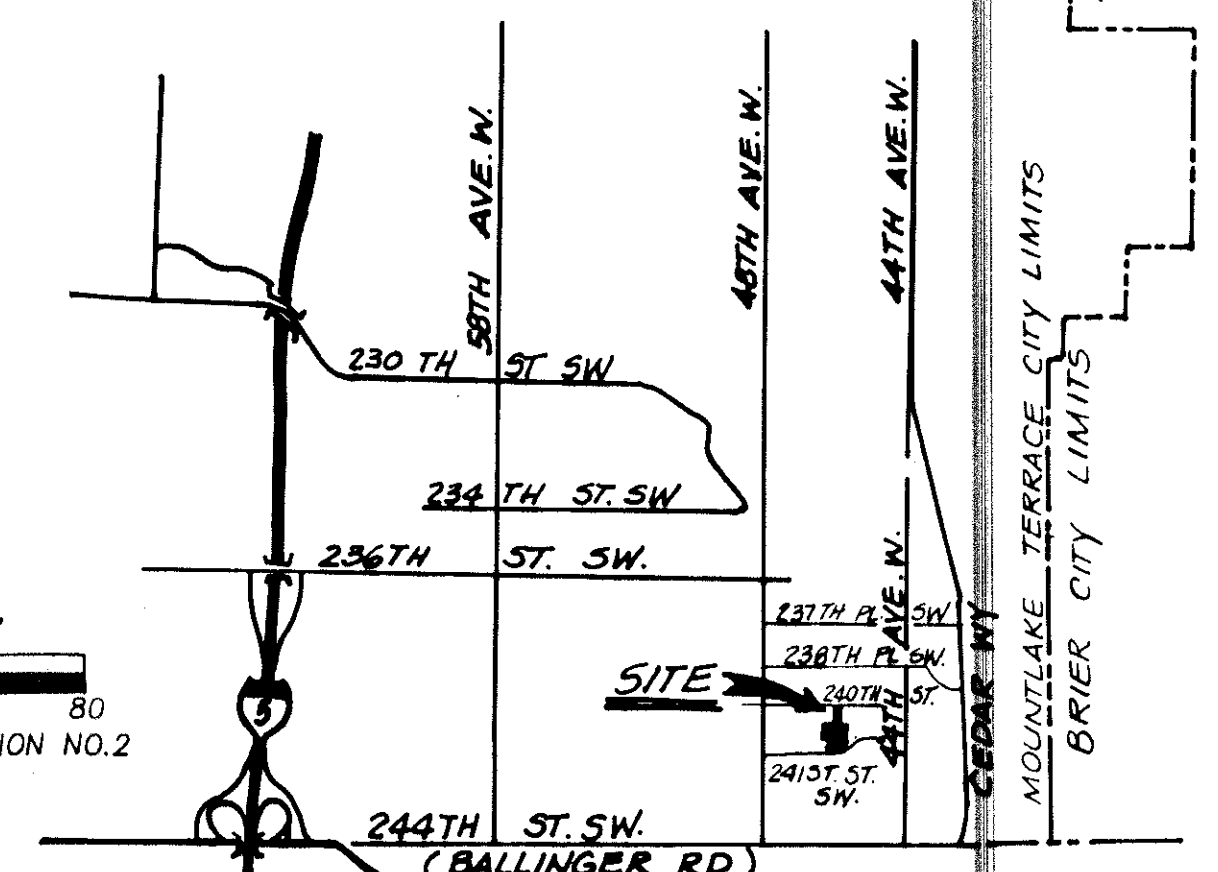 58TH AVE. W.
48TH AVE. W.
44TH AVE. W.
MOUNTLAKE TERRACE CITY LIMITS
BRIER CITY LIMITS
230 TH ST SW
234 TH ST. SW
236TH ST. SW.
237TH PL. SW
238TH PL SW.
SITE
240TH ST.
44TH AVE. W.
CEDAR WY
5
80
ION NO.2
241ST. ST.
SW.
244TH ST. SW.
(BALLINGER RD)